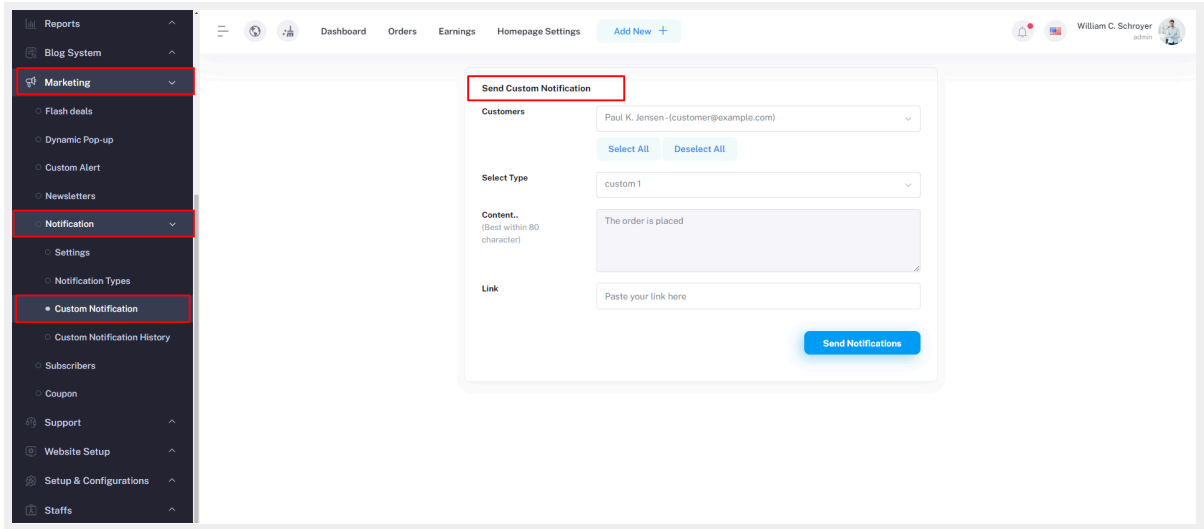 Reports
Blog System
Marketing
Flash deals
Dynamic Pop-up
Custom Alert
Newsletters
Notification
Settings
Notification Types
Custom Notification
Custom Notification History
Subscribers
Coupon
Support
Website Setup
Setup & Configurations
Staffs
Dashboard Orders Earnings Homepage Settings Add New +
William C. Schroyer
admin
Send Custom Notification
Customers
Paul K. Jensen-(customer@example.com)
Select All Deselect All
Select Type
custom 1
Content..
(Best within 80
character)
The order is placed
Link
Paste your link here
Send Notifications